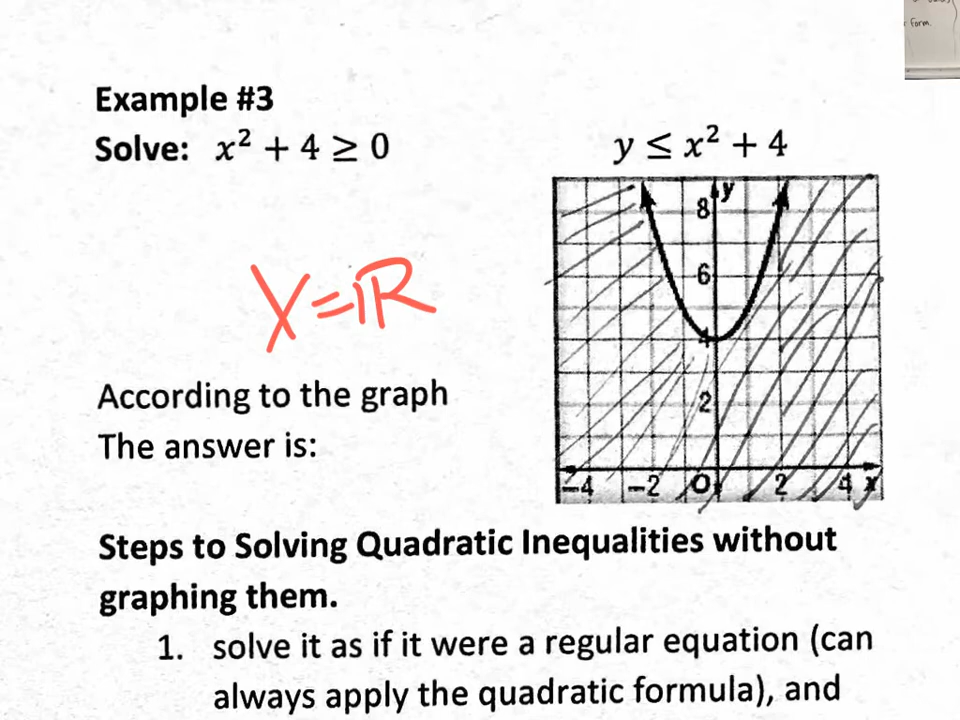 form.
Example #3
Solve: x² + 4 ≥ 0
y ≤ x² + 4
8 y
6
X=ℝ
4
According to the graph
2
The answer is:
-4 -2 O 2 4 x
Steps to Solving Quadratic Inequalities without
graphing them.
1. solve it as if it were a regular equation (can
always apply the quadratic formula), and